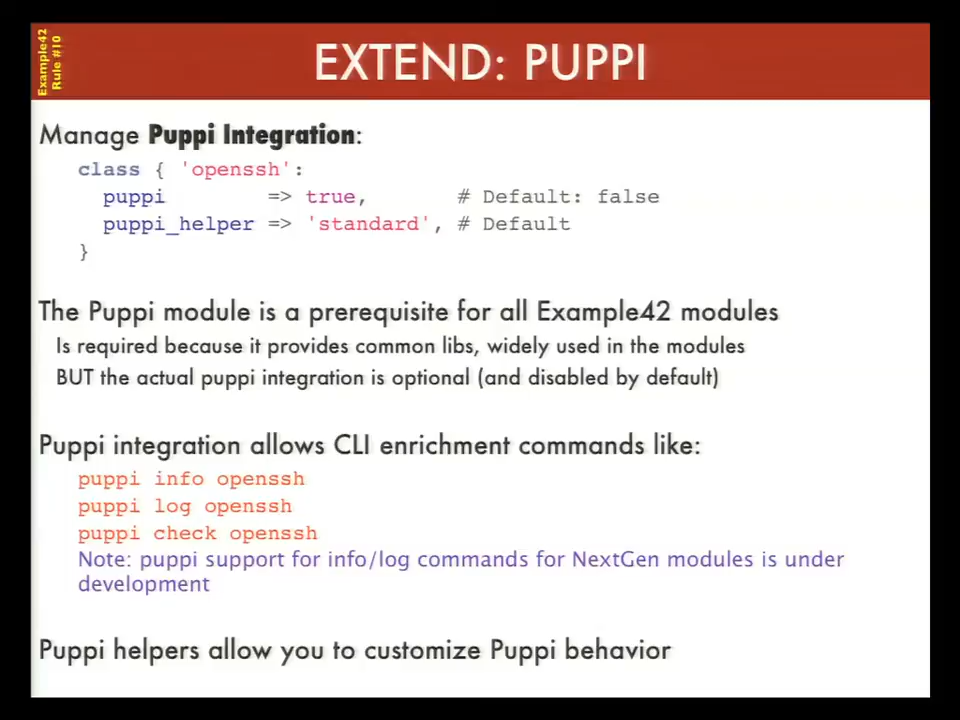 Example42
Rule #10
EXTEND: PUPPI
Manage Puppi Integration:
class { 'openssh':
puppi => true, # Default: false
puppi_helper => 'standard', # Default
}
The Puppi module is a prerequisite for all Example42 modules
Is required because it provides common libs, widely used in the modules
BUT the actual puppi integration is optional (and disabled by default)
Puppi integration allows CLI enrichment commands like:
puppi info openssh
puppi log openssh
puppi check openssh
Note: puppi support for info/log commands for NextGen modules is under
development
Puppi helpers allow you to customize Puppi behavior